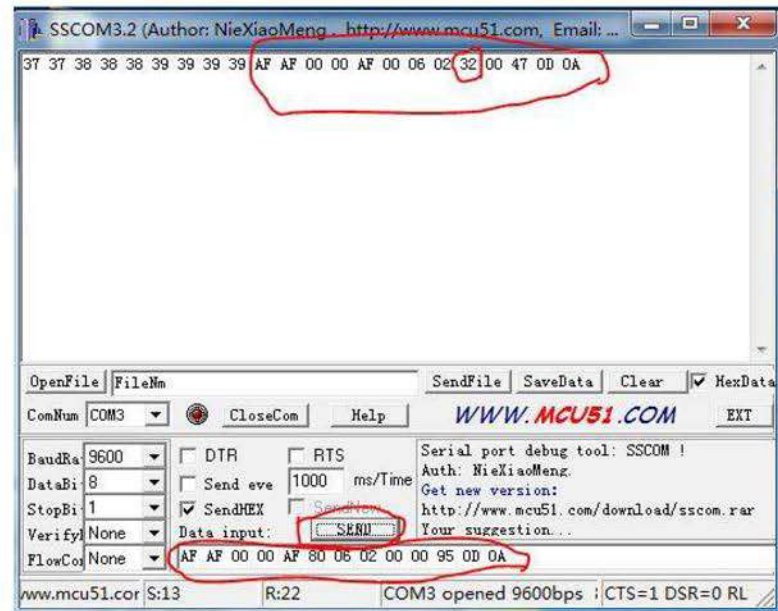 SSCOM3.2 (Author: NieXiaoMeng . http://www.mcu51.com, Email: ...
37 37 38 38 38 39 39 39 39 AF AF 00 00 AF 00 06 02 32 00 47 0D 0A
OpenFile FileNm SendFile SaveData Clear HexData
ComNum COM3 CloseCom Help WWW.MCU51.COM EXT
BaudRa 9600 DTR RTS Serial port debug tool: SSCOM !
Auth: NieXiaoMeng.
DataBi 8 Send eve 1000 ms/Time Get new version:
StopBi 1 SendHEX SendNew http://www.mcu51.com/download/sscom.rar
VerifyI None Data input: SEND Your suggestion...
FlowCo None AF AF 00 00 AF 80 06 02 00 00 95 0D 0A
www.mcu51.cor S:13 R:22 COM3 opened 9600bps CTS=1 DSR=0 RL